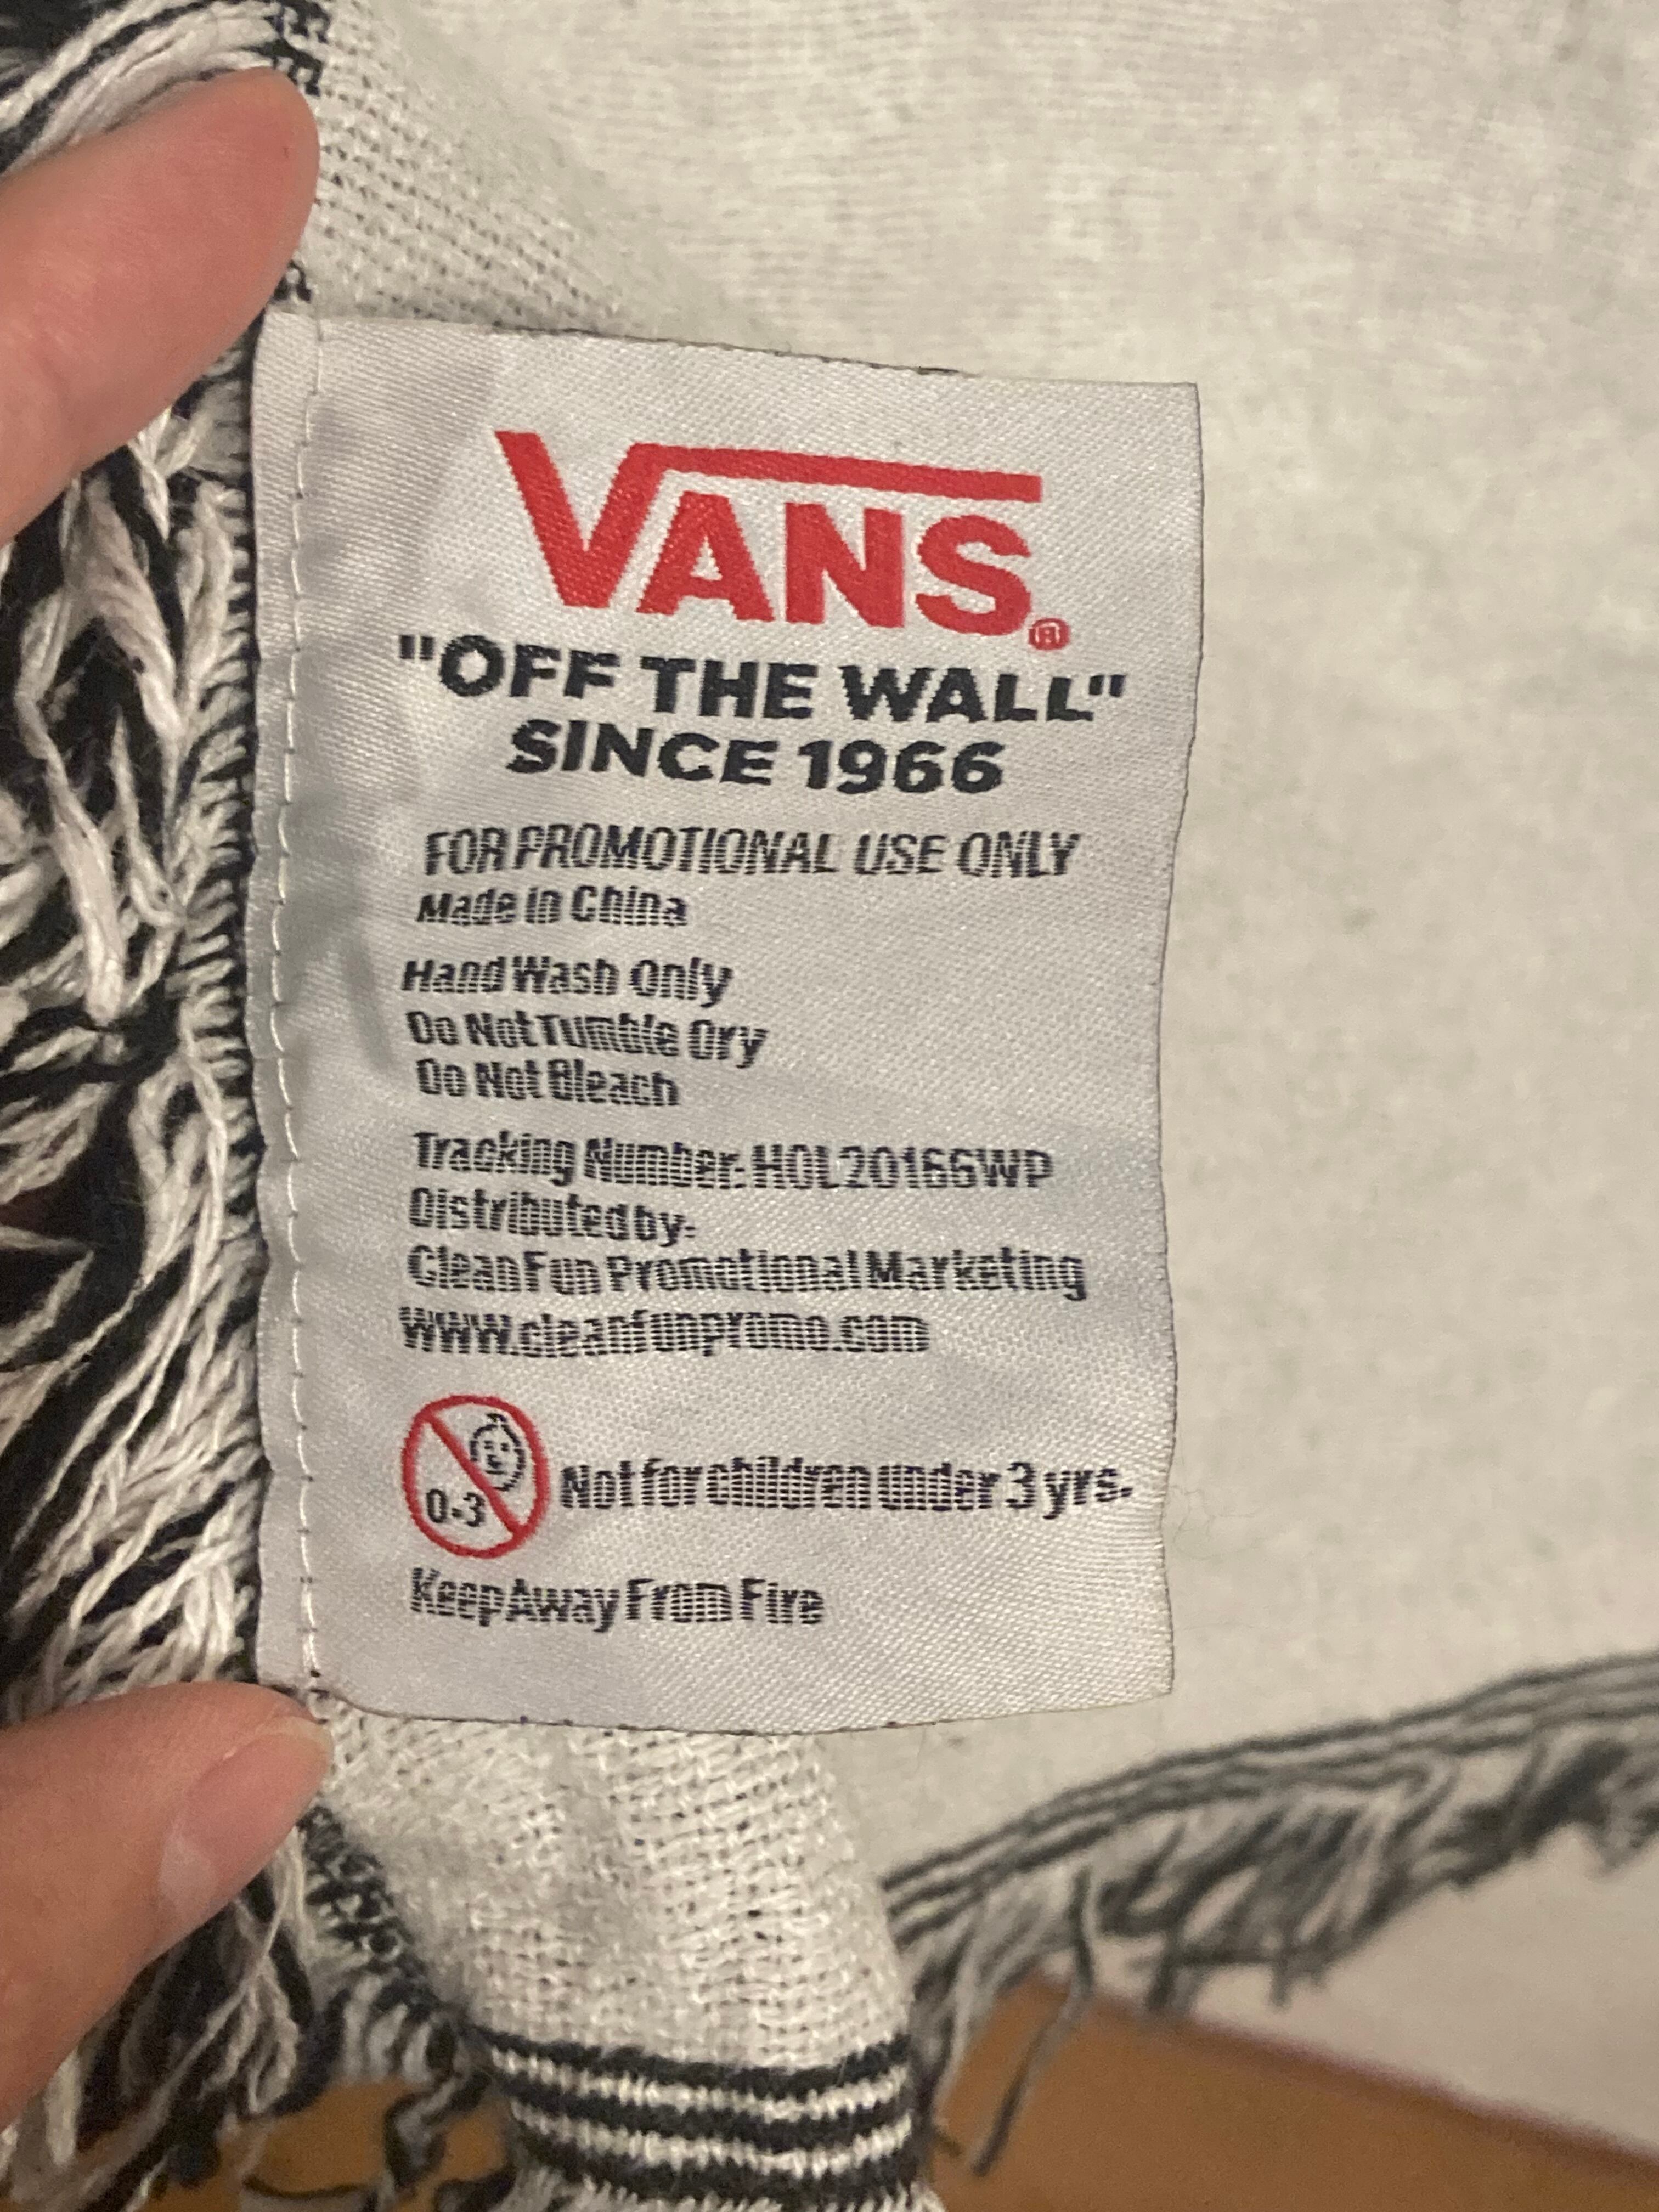 VANS®
"OFF THE WALL"
SINCE 1966
FOR PROMOTIONAL USE ONLY
Made in China
Hand Wash Only
Do Not Tumble Dry
Do Not Bleach
Tracking Number: HOL20166WP
Distributed by:
Clean Fun Promotional Marketing
www.cleanfunpromo.com
0-3 Not for children under 3 yrs.
Keep Away From Fire